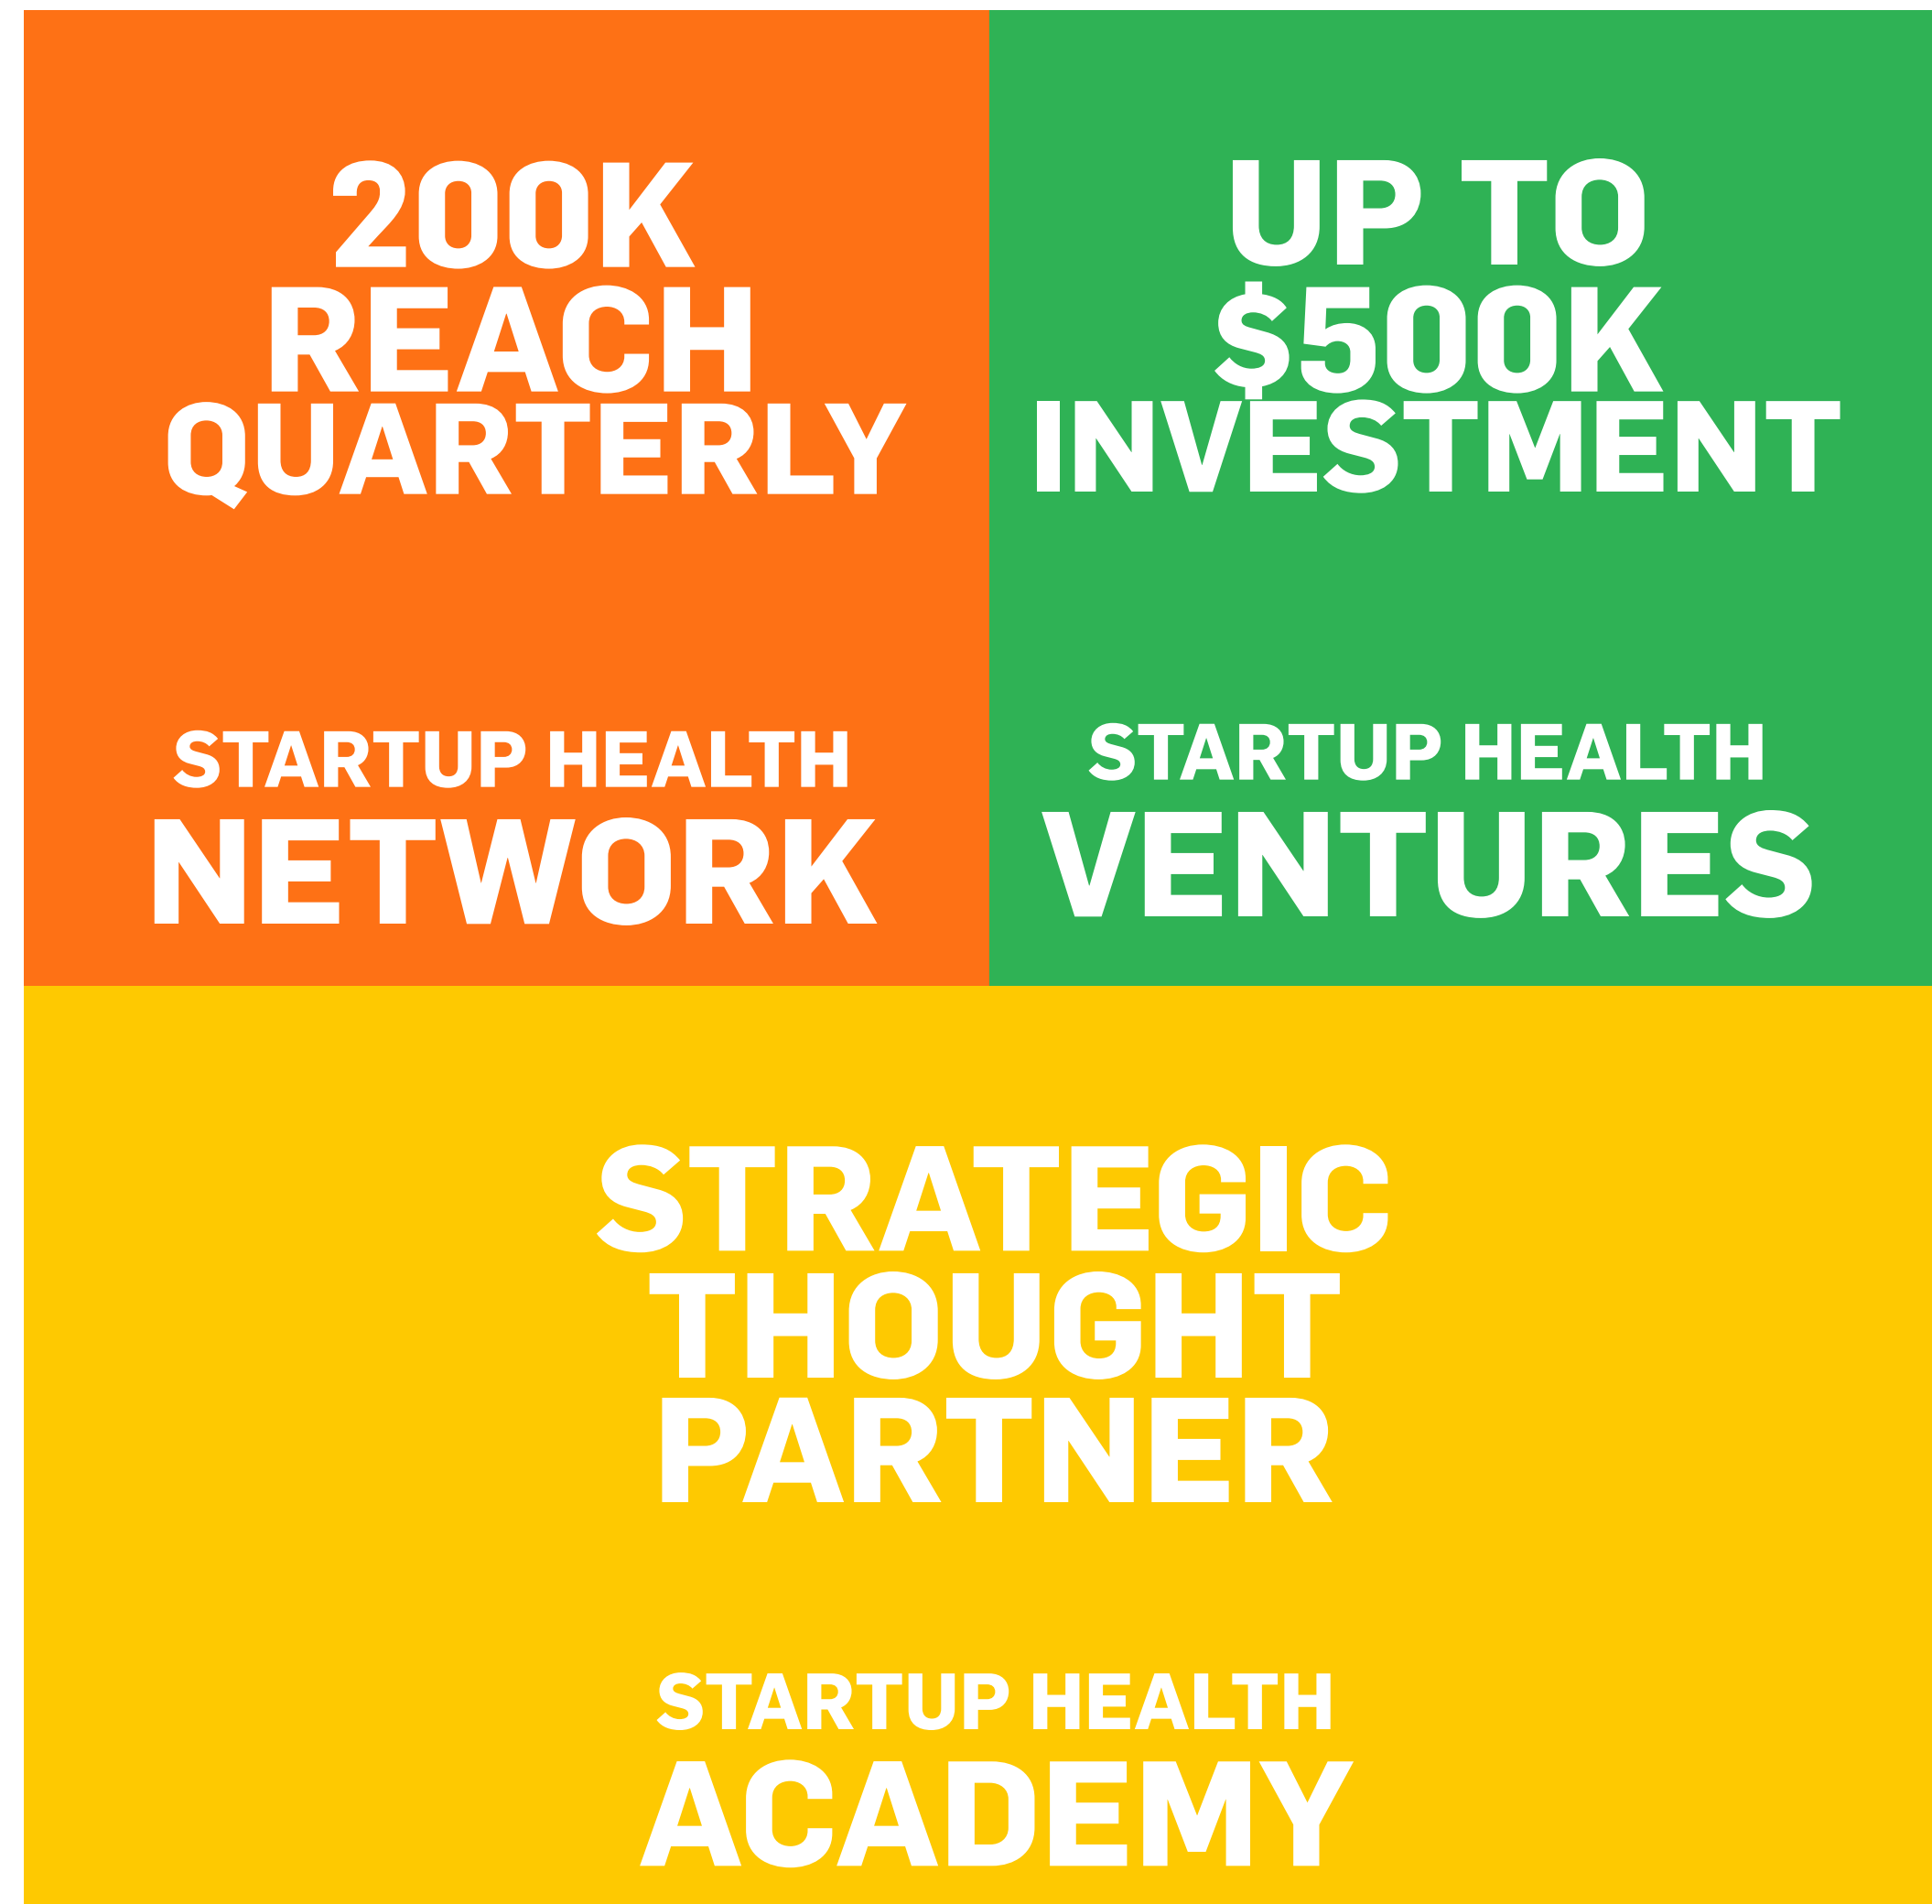 200K
REACH
QUARTERLY
STARTUP HEALTH
NETWORK
UP TO
$500K
INVESTMENT
STARTUP HEALTH
VENTURES
STRATEGIC
THOUGHT
PARTNER
STARTUP HEALTH
ACADEMY